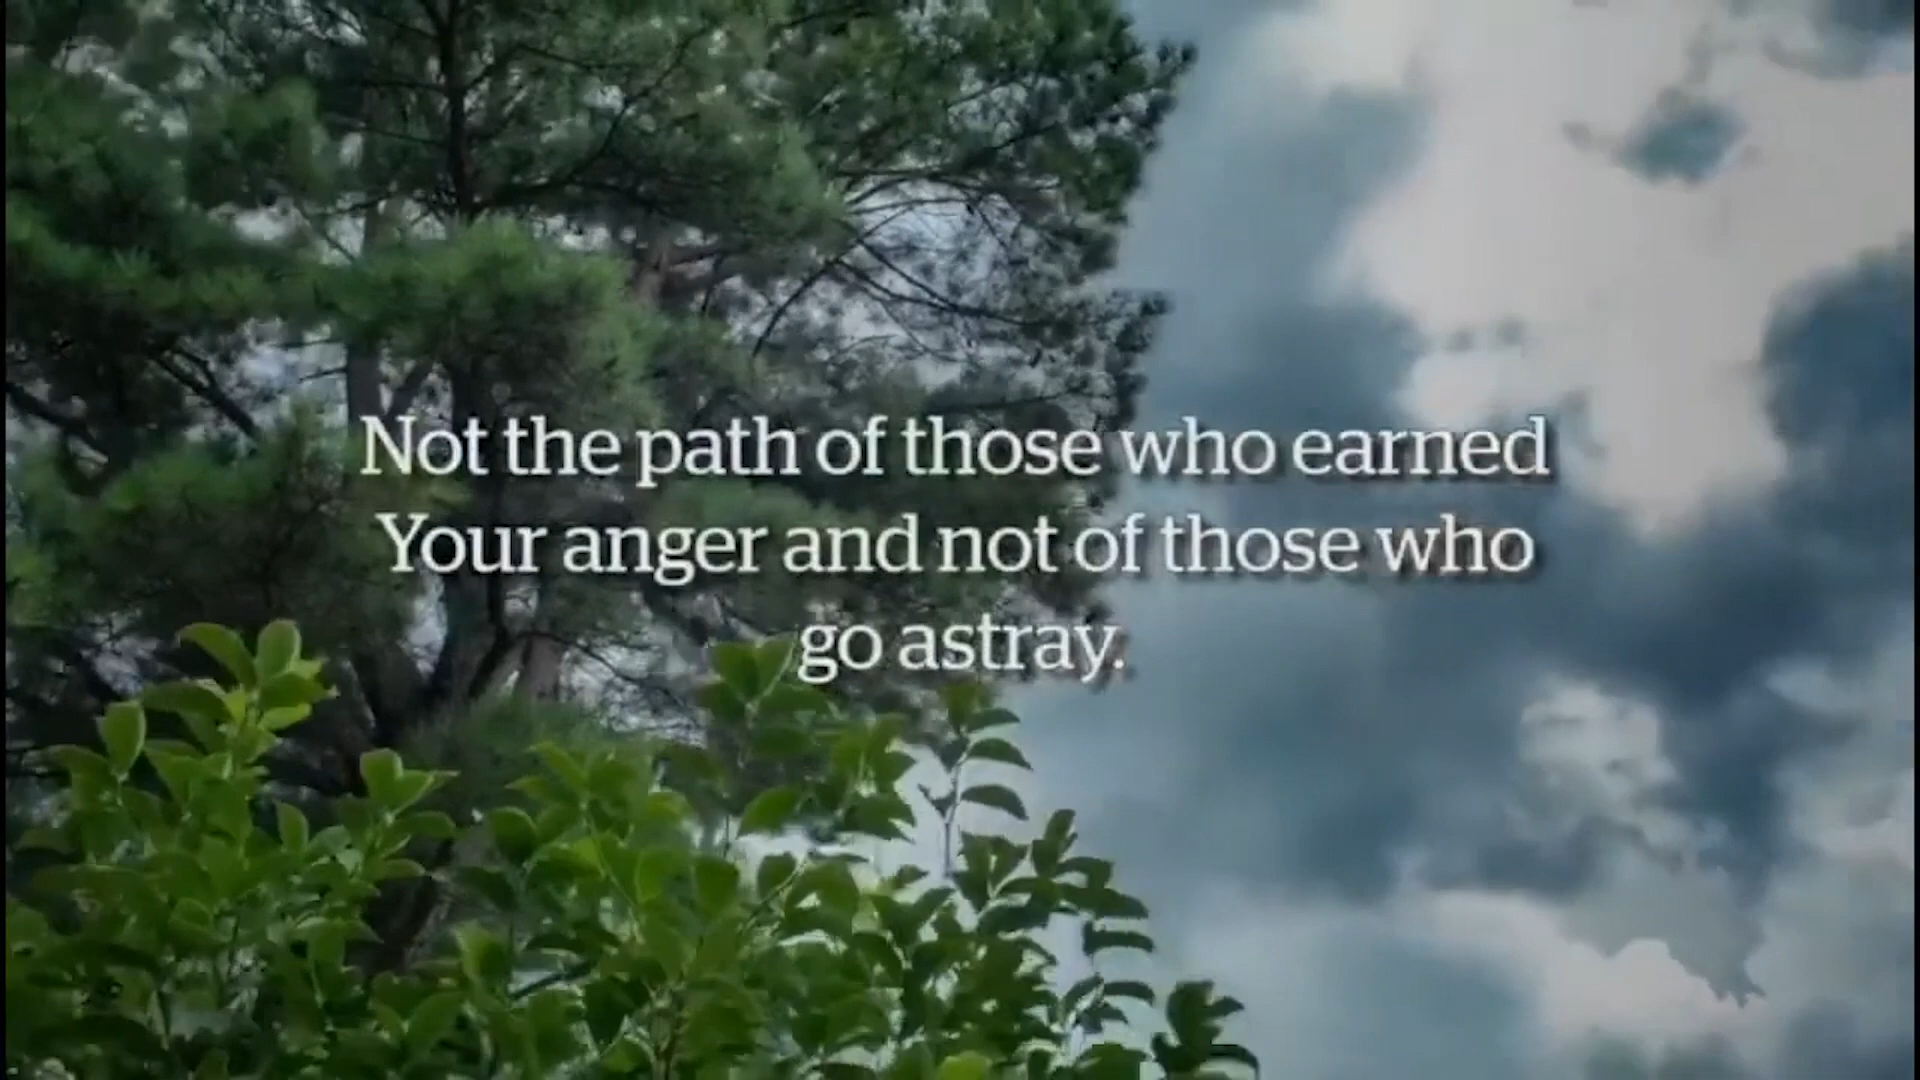 Not the path of those who earned
Your anger and not of those who
go astray.